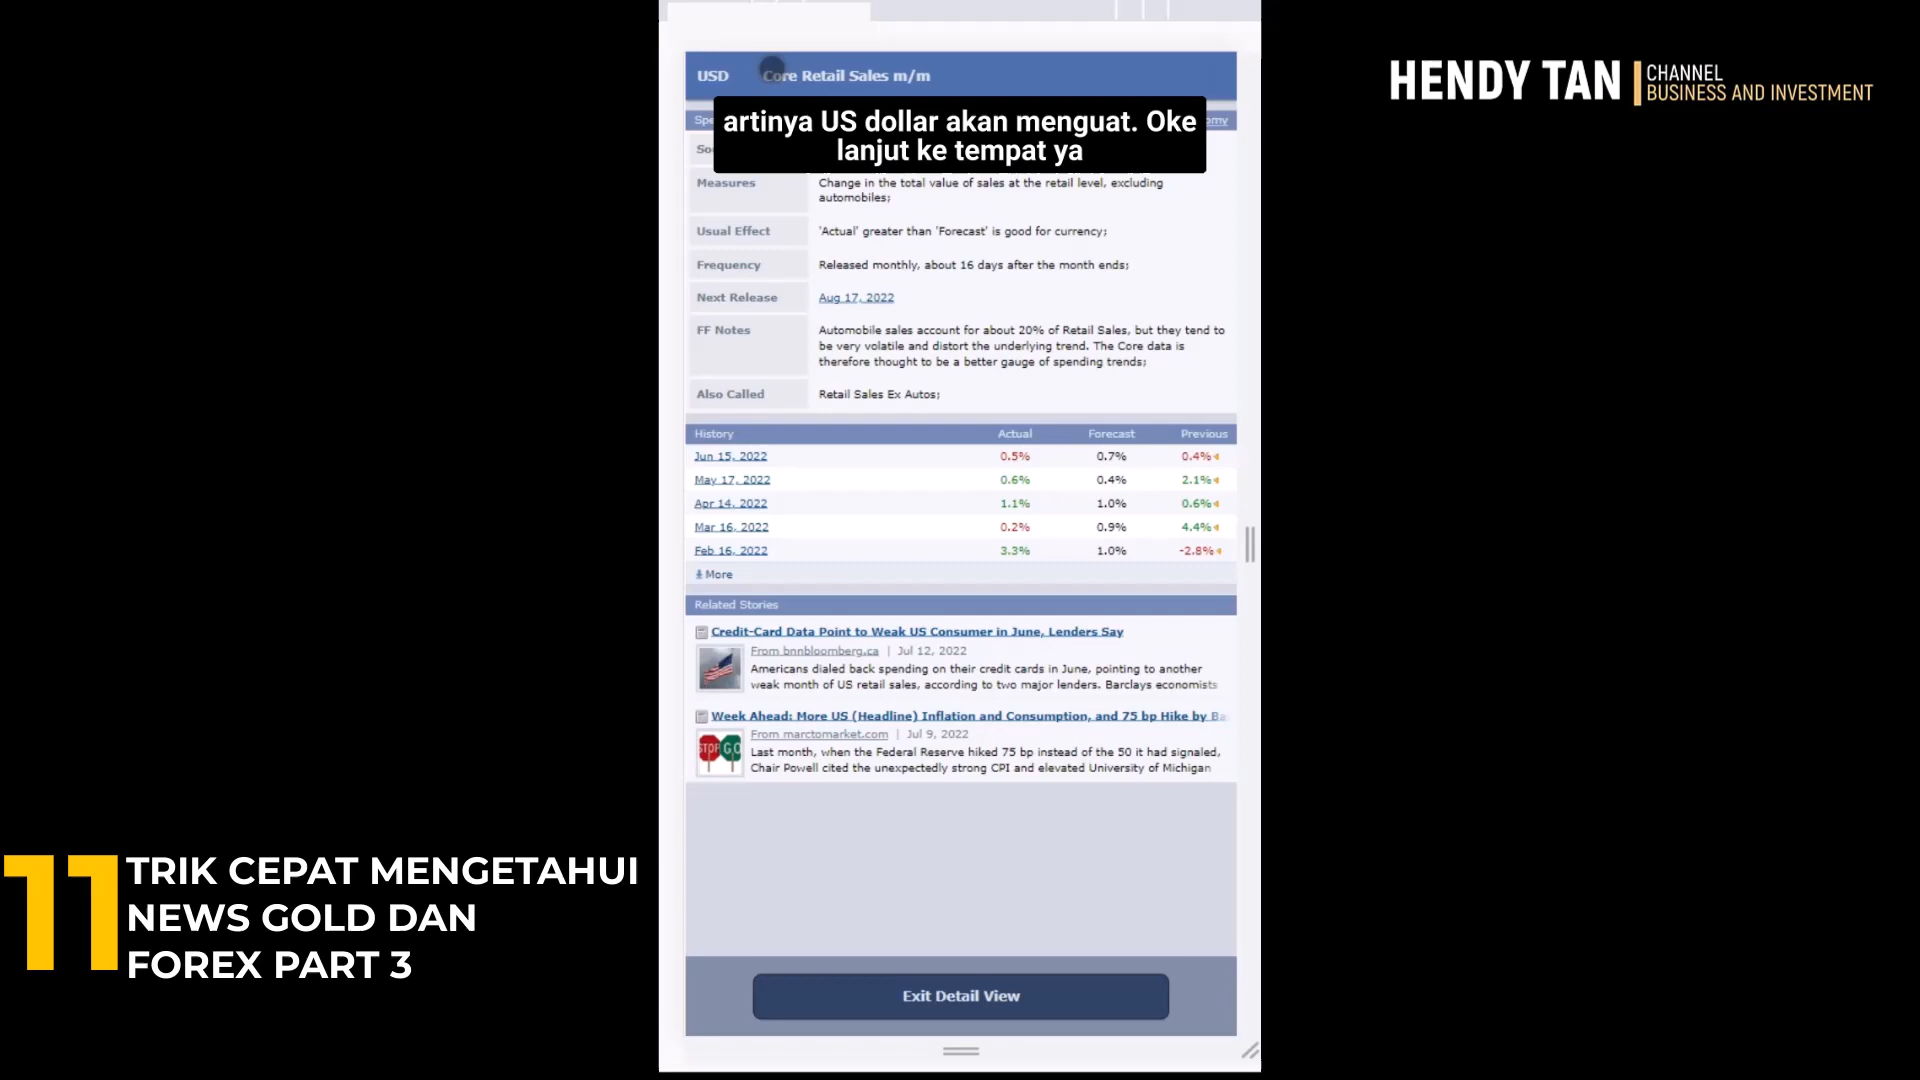 HENDY TAN
CHANNEL
BUSINESS AND INVESTMENT
USD Core Retail Sales m/m
artinya US dollar akan menguat. Oke
lanjut ke tempat ya
Measures Change in the total value of sales at the retail level, excluding
automobiles;
Usual Effect 'Actual' greater than 'Forecast' is good for currency;
Frequency Released monthly, about 16 days after the month ends;
Next Release Aug 17, 2022
FF Notes Automobile sales account for about 20% of Retail Sales, but they tend to
be very volatile and distort the underlying trend. The Core data is
therefore thought to be a better gauge of spending trends;
Also Called Retail Sales Ex Autos;
History Actual Forecast Previous
Jun 15, 2022 0.5% 0.7% 0.4%
May 17, 2022 0.6% 0.4% 2.1%
Apr 14, 2022 1.1% 1.0% 0.6%
Mar 16, 2022 0.2% 0.9% 4.4%
Feb 16, 2022 3.3% 1.0% -2.8%
More
Related Stories
Credit-Card Data Point to Weak US Consumer in June, Lenders Say
From bnnbloomberg.ca | Jul 12, 2022
Americans dialed back spending on their credit cards in June, pointing to another
weak month of US retail sales, according to two major lenders. Barclays economists
Week Ahead: More US (Headline) Inflation and Consumption, and 75 bp Hike by Ba
From marctomarket.com | Jul 9, 2022
STOP GO
Last month, when the Federal Reserve hiked 75 bp instead of the 50 it had signaled,
Chair Powell cited the unexpectedly strong CPI and elevated University of Michigan
Exit Detail View
11 TRIK CEPAT MENGETAHUI
NEWS GOLD DAN
FOREX PART 3